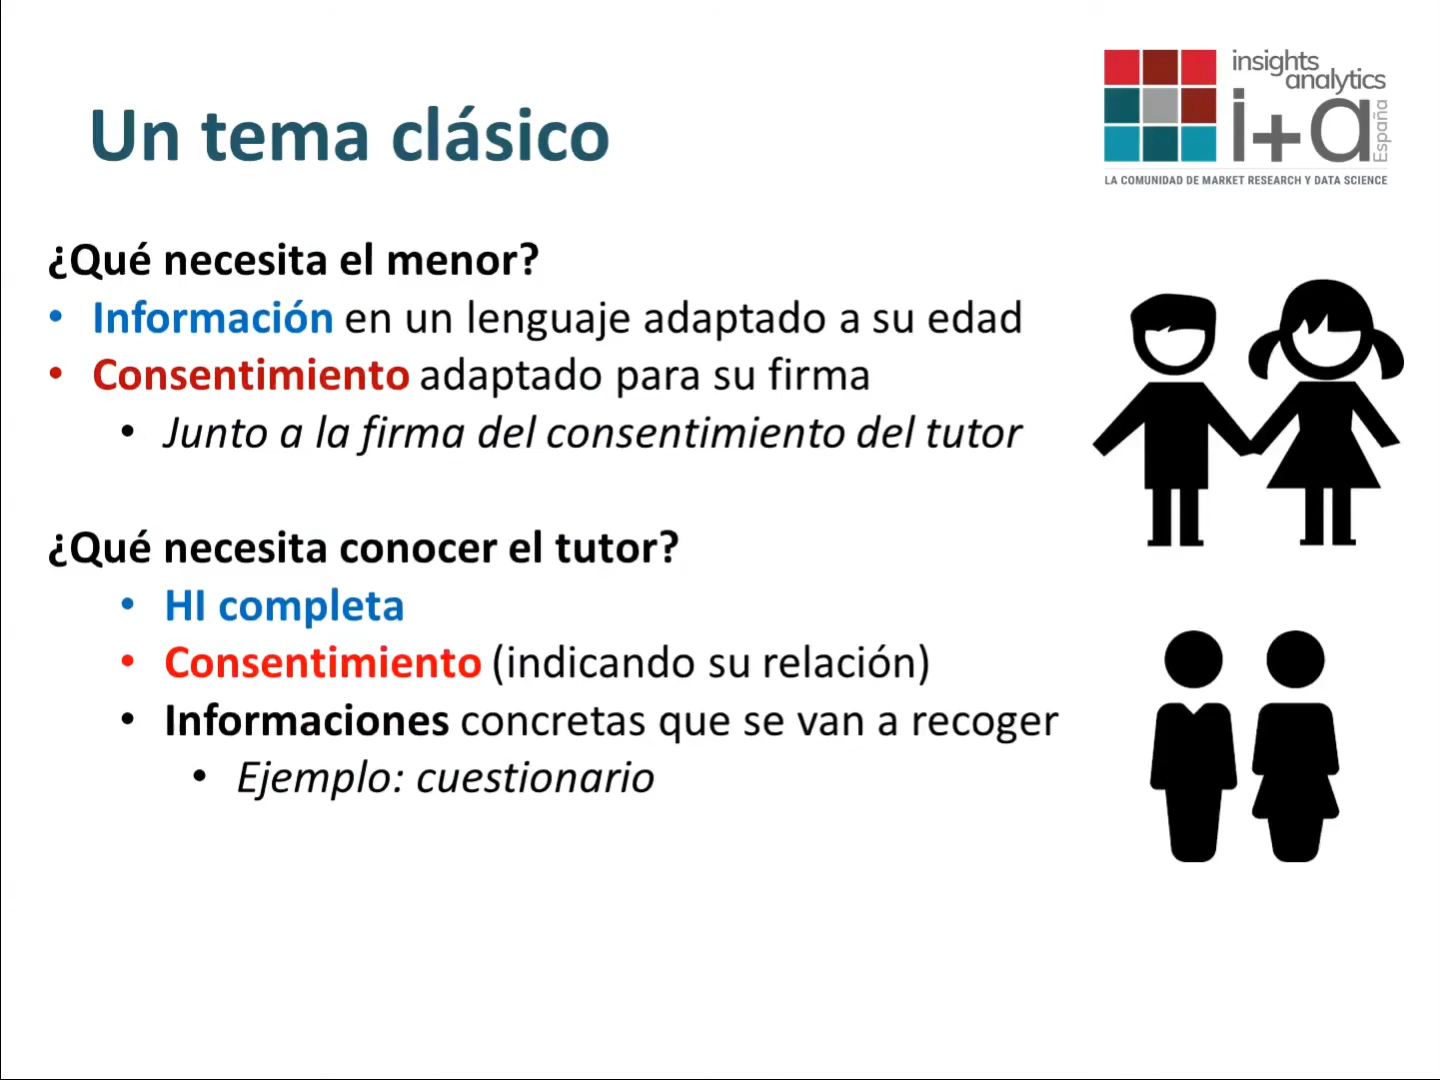 Un tema clásico
insights
analytics
i+a
España
LA COMUNIDAD DE MARKET RESEARCH Y DATA SCIENCE
¿Qué necesita el menor?
• Información en un lenguaje adaptado a su edad
• Consentimiento adaptado para su firma
• Junto a la firma del consentimiento del tutor
¿Qué necesita conocer el tutor?
• HI completa
• Consentimiento (indicando su relación)
• Informaciones concretas que se van a recoger
• Ejemplo: cuestionario